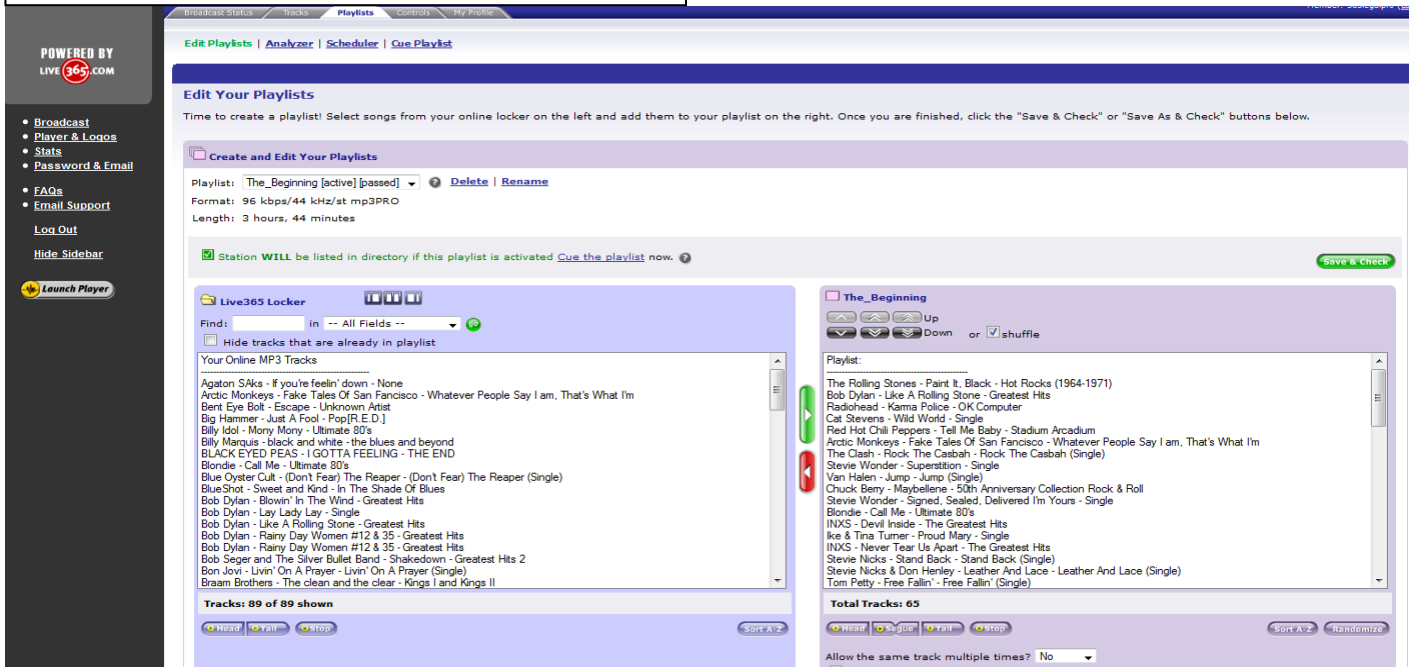 Broadcast Status Tracks Playlists Controls My Profile
Edit Playlists | Analyzer | Scheduler | Cue Playlist
POWERED BY
LIVE 365.COM
• Broadcast
• Player & Logos
• Stats
• Password & Email
• FAQs
• Email Support
Log Out
Hide Sidebar
Launch Player
Edit Your Playlists
Time to create a playlist! Select songs from your online locker on the left and add them to your playlist on the right. Once you are finished, click the "Save & Check" or "Save As & Check" buttons below.
Create and Edit Your Playlists
Playlist: The_Beginning [active] [passed] Delete | Rename
Format: 96 kbps/44 kHz/st mp3PRO
Length: 3 hours, 44 minutes
Station WILL be listed in directory if this playlist is activated Cue the playlist now.
Save & Check
Live365 Locker
Find: in -- All Fields --
Hide tracks that are already in playlist
Your Online MP3 Tracks
Agaton SAks - If you're feelin' down - None
Arctic Monkeys - Fake Tales Of San Fancisco - Whatever People Say I am, That's What I'm
Bent Eye Bolt - Escape - Unknown Artist
Big Hammer - Just A Fool - Pop[R.E.D.]
Billy Idol - Mony Mony - Ultimate 80's
Billy Marquis - black and white - the blues and beyond
BLACK EYED PEAS - I GOTTA FEELING - THE END
Blondie - Call Me - Ultimate 80's
Blue Oyster Cult - (Don't Fear) The Reaper - (Don't Fear) The Reaper (Single)
BlueShot - Sweet and Kind - In The Shade Of Blues
Bob Dylan - Blowin' In The Wind - Greatest Hits
Bob Dylan - Lay Lady Lay - Single
Bob Dylan - Like A Rolling Stone - Greatest Hits
Bob Dylan - Rainy Day Women #12 & 35 - Greatest Hits
Bob Dylan - Rainy Day Women #12 & 35 - Greatest Hits
Bob Seger and The Silver Bullet Band - Shakedown - Greatest Hits 2
Bon Jovi - Livin' On A Prayer - Livin' On A Prayer (Single)
Braam Brothers - The clean and the clear - Kings I and Kings II
Tracks: 89 of 89 shown
Head Tail Stop Sort A-Z
The_Beginning
Up
Down or shuffle
Playlist:
The Rolling Stones - Paint It, Black - Hot Rocks (1964-1971)
Bob Dylan - Like A Rolling Stone - Greatest Hits
Radiohead - Karma Police - OK Computer
Cat Stevens - Wild World - Single
Red Hot Chili Peppers - Tell Me Baby - Stadium Arcadium
Arctic Monkeys - Fake Tales Of San Fancisco - Whatever People Say I am, That's What I'm
The Clash - Rock The Casbah - Rock The Casbah (Single)
Stevie Wonder - Superstition - Single
Van Halen - Jump - Jump (Single)
Chuck Berry - Maybellene - 50th Anniversary Collection Rock & Roll
Stevie Wonder - Signed, Sealed, Delivered I'm Yours - Single
Blondie - Call Me - Ultimate 80's
INXS - Devil Inside - The Greatest Hits
Ike & Tina Turner - Proud Mary - Single
INXS - Never Tear Us Apart - The Greatest Hits
Stevie Nicks - Stand Back - Stand Back (Single)
Stevie Nicks & Don Henley - Leather And Lace - Leather And Lace (Single)
Tom Petty - Free Fallin' - Free Fallin' (Single)
Total Tracks: 65
Head Segue Tail Stop Sort A-Z Randomize
Allow the same track multiple times? No